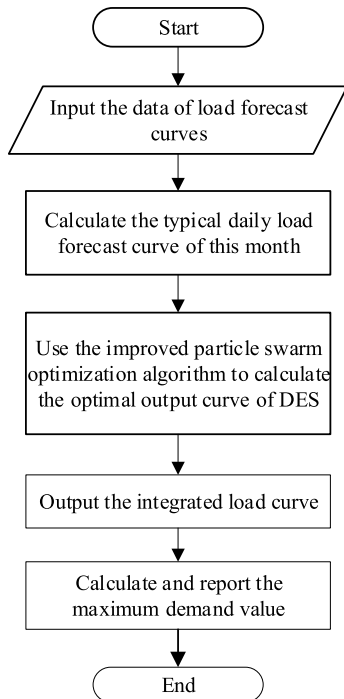 Start
Input the data of load forecast
curves
Calculate the typical daily load
forecast curve of this month
Use the improved particle swarm
optimization algorithm to calculate
the optimal output curve of DES
Output the integrated load curve
Calculate and report the
maximum demand value
End